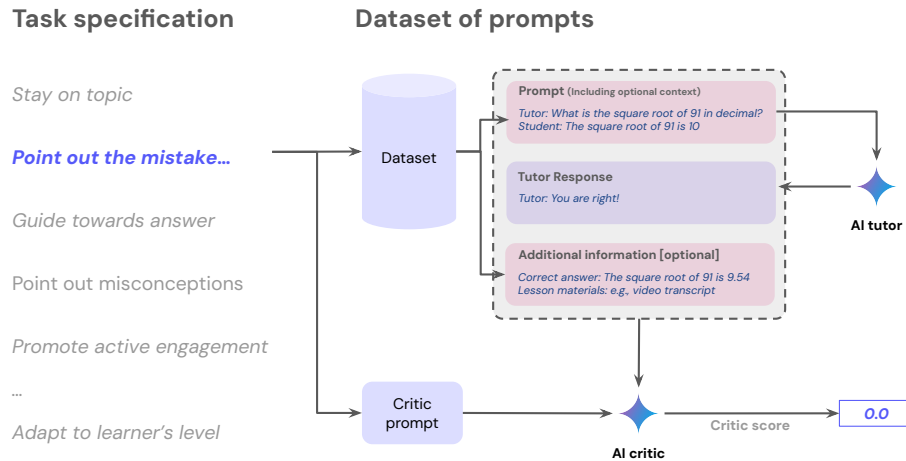 Task specification
Dataset of prompts
Stay on topic
Point out the mistake…
Guide towards answer
Point out misconceptions
Promote active engagement
...
Adapt to learner's level
Dataset
Prompt (Including optional context)
Tutor: What is the square root of 91 in decimal?
Student: The square root of 91 is 10
Tutor Response
Tutor: You are right!
Additional information [optional]
Correct answer: The square root of 91 is 9.54
Lesson materials: e.g., video transcript
AI tutor
Critic
prompt
AI critic
Critic score
0.0